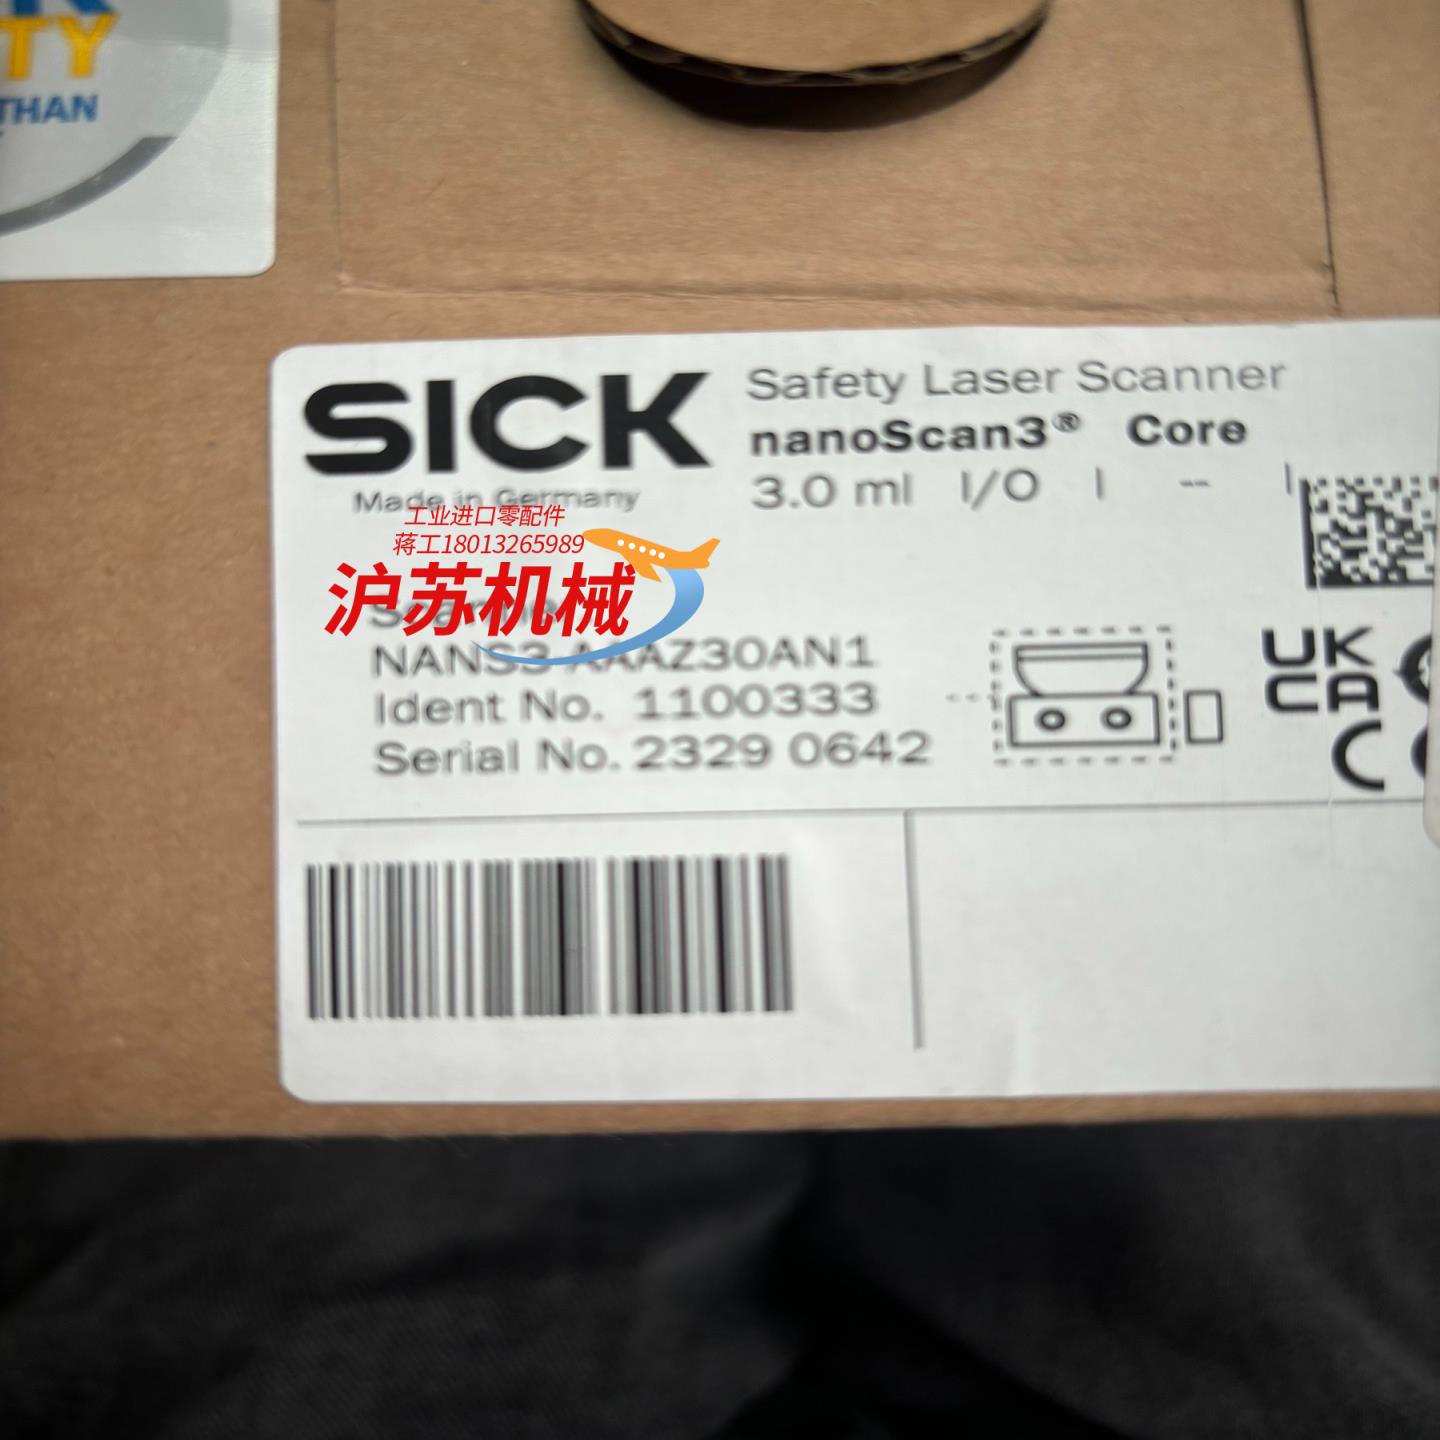 TY
THAN
SICK
Made in Germany
Safety Laser Scanner
nanoScan3® Core
3.0 ml I/O | -- |
工业进口零配件
蒋工18013265989
沪苏机械
Scanner
NANS3-AAAZ30AN1
Ident No. 1100333
Serial No. 2329 0642
UK
CA